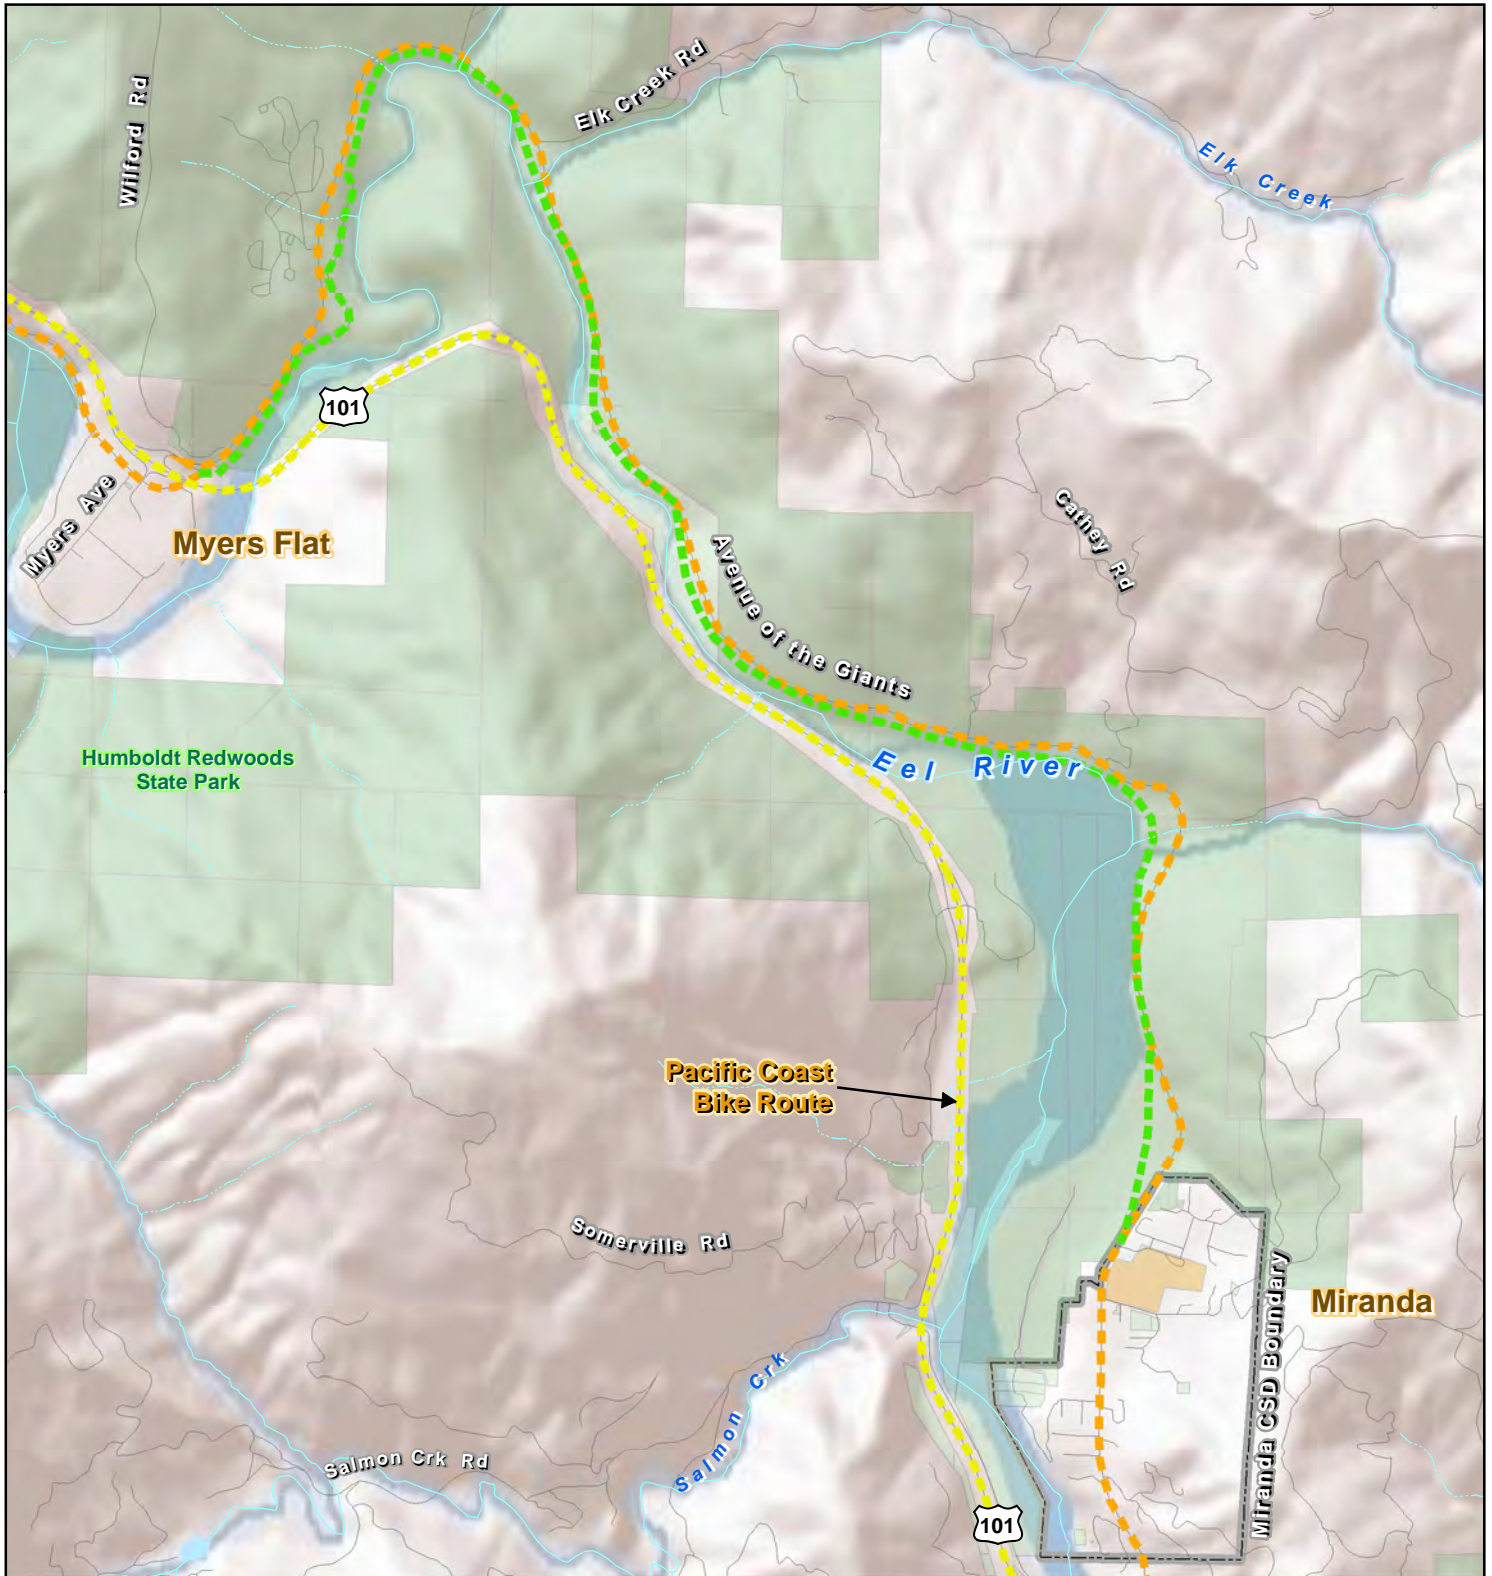 Wilford Rd
Elk Creek Rd
Elk Creek
101
Myers Ave
Myers Flat
Cathey Rd
Avenue of the Giants
Humboldt Redwoods
State Park
Eel River
Pacific Coast
Bike Route
Somerville Rd
Miranda
Miranda CSD Boundary
Salmon Crk
Salmon Crk Rd
101